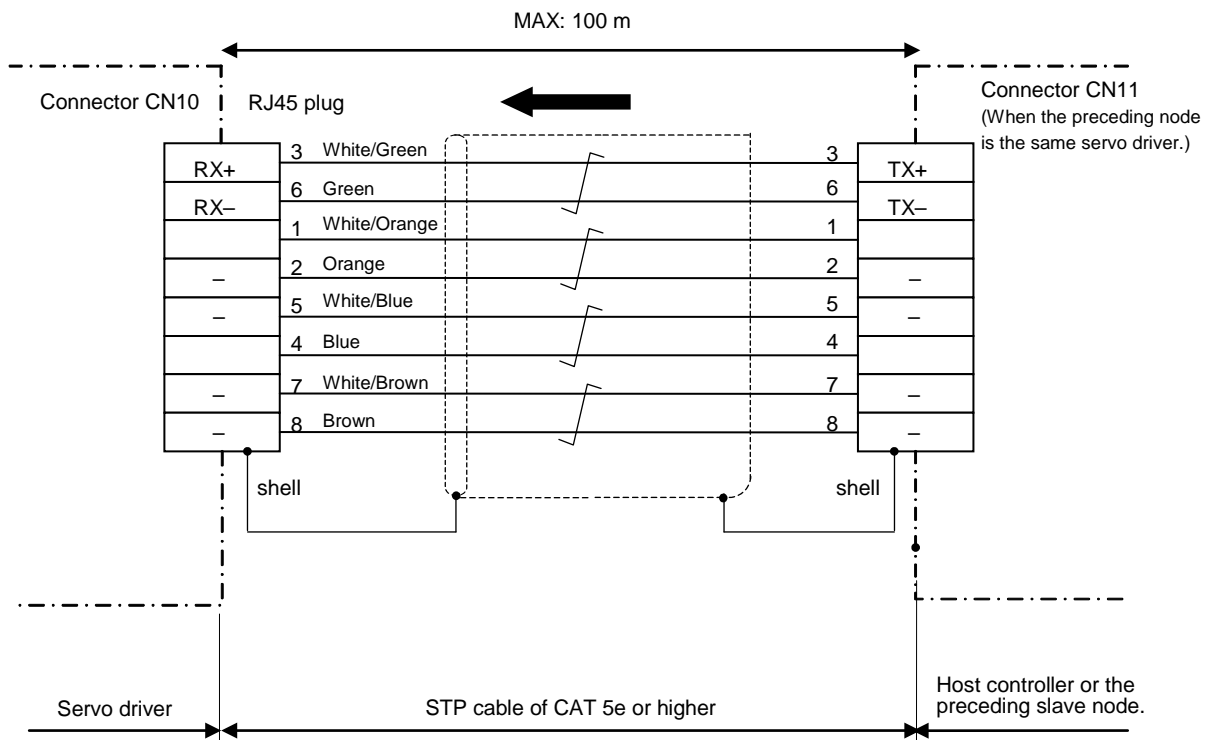 MAX: 100 m
Connector CN10
RJ45 plug
Connector CN11
(When the preceding node
is the same servo driver.)
RX+
3 White/Green
3
TX+
RX–
6 Green
6
TX–
1 White/Orange
1
–
2 Orange
2
–
–
5 White/Blue
5
–
4 Blue
4
–
7 White/Brown
7
–
–
8 Brown
8
–
shell
shell
Servo driver
STP cable of CAT 5e or higher
Host controller or the
preceding slave node.